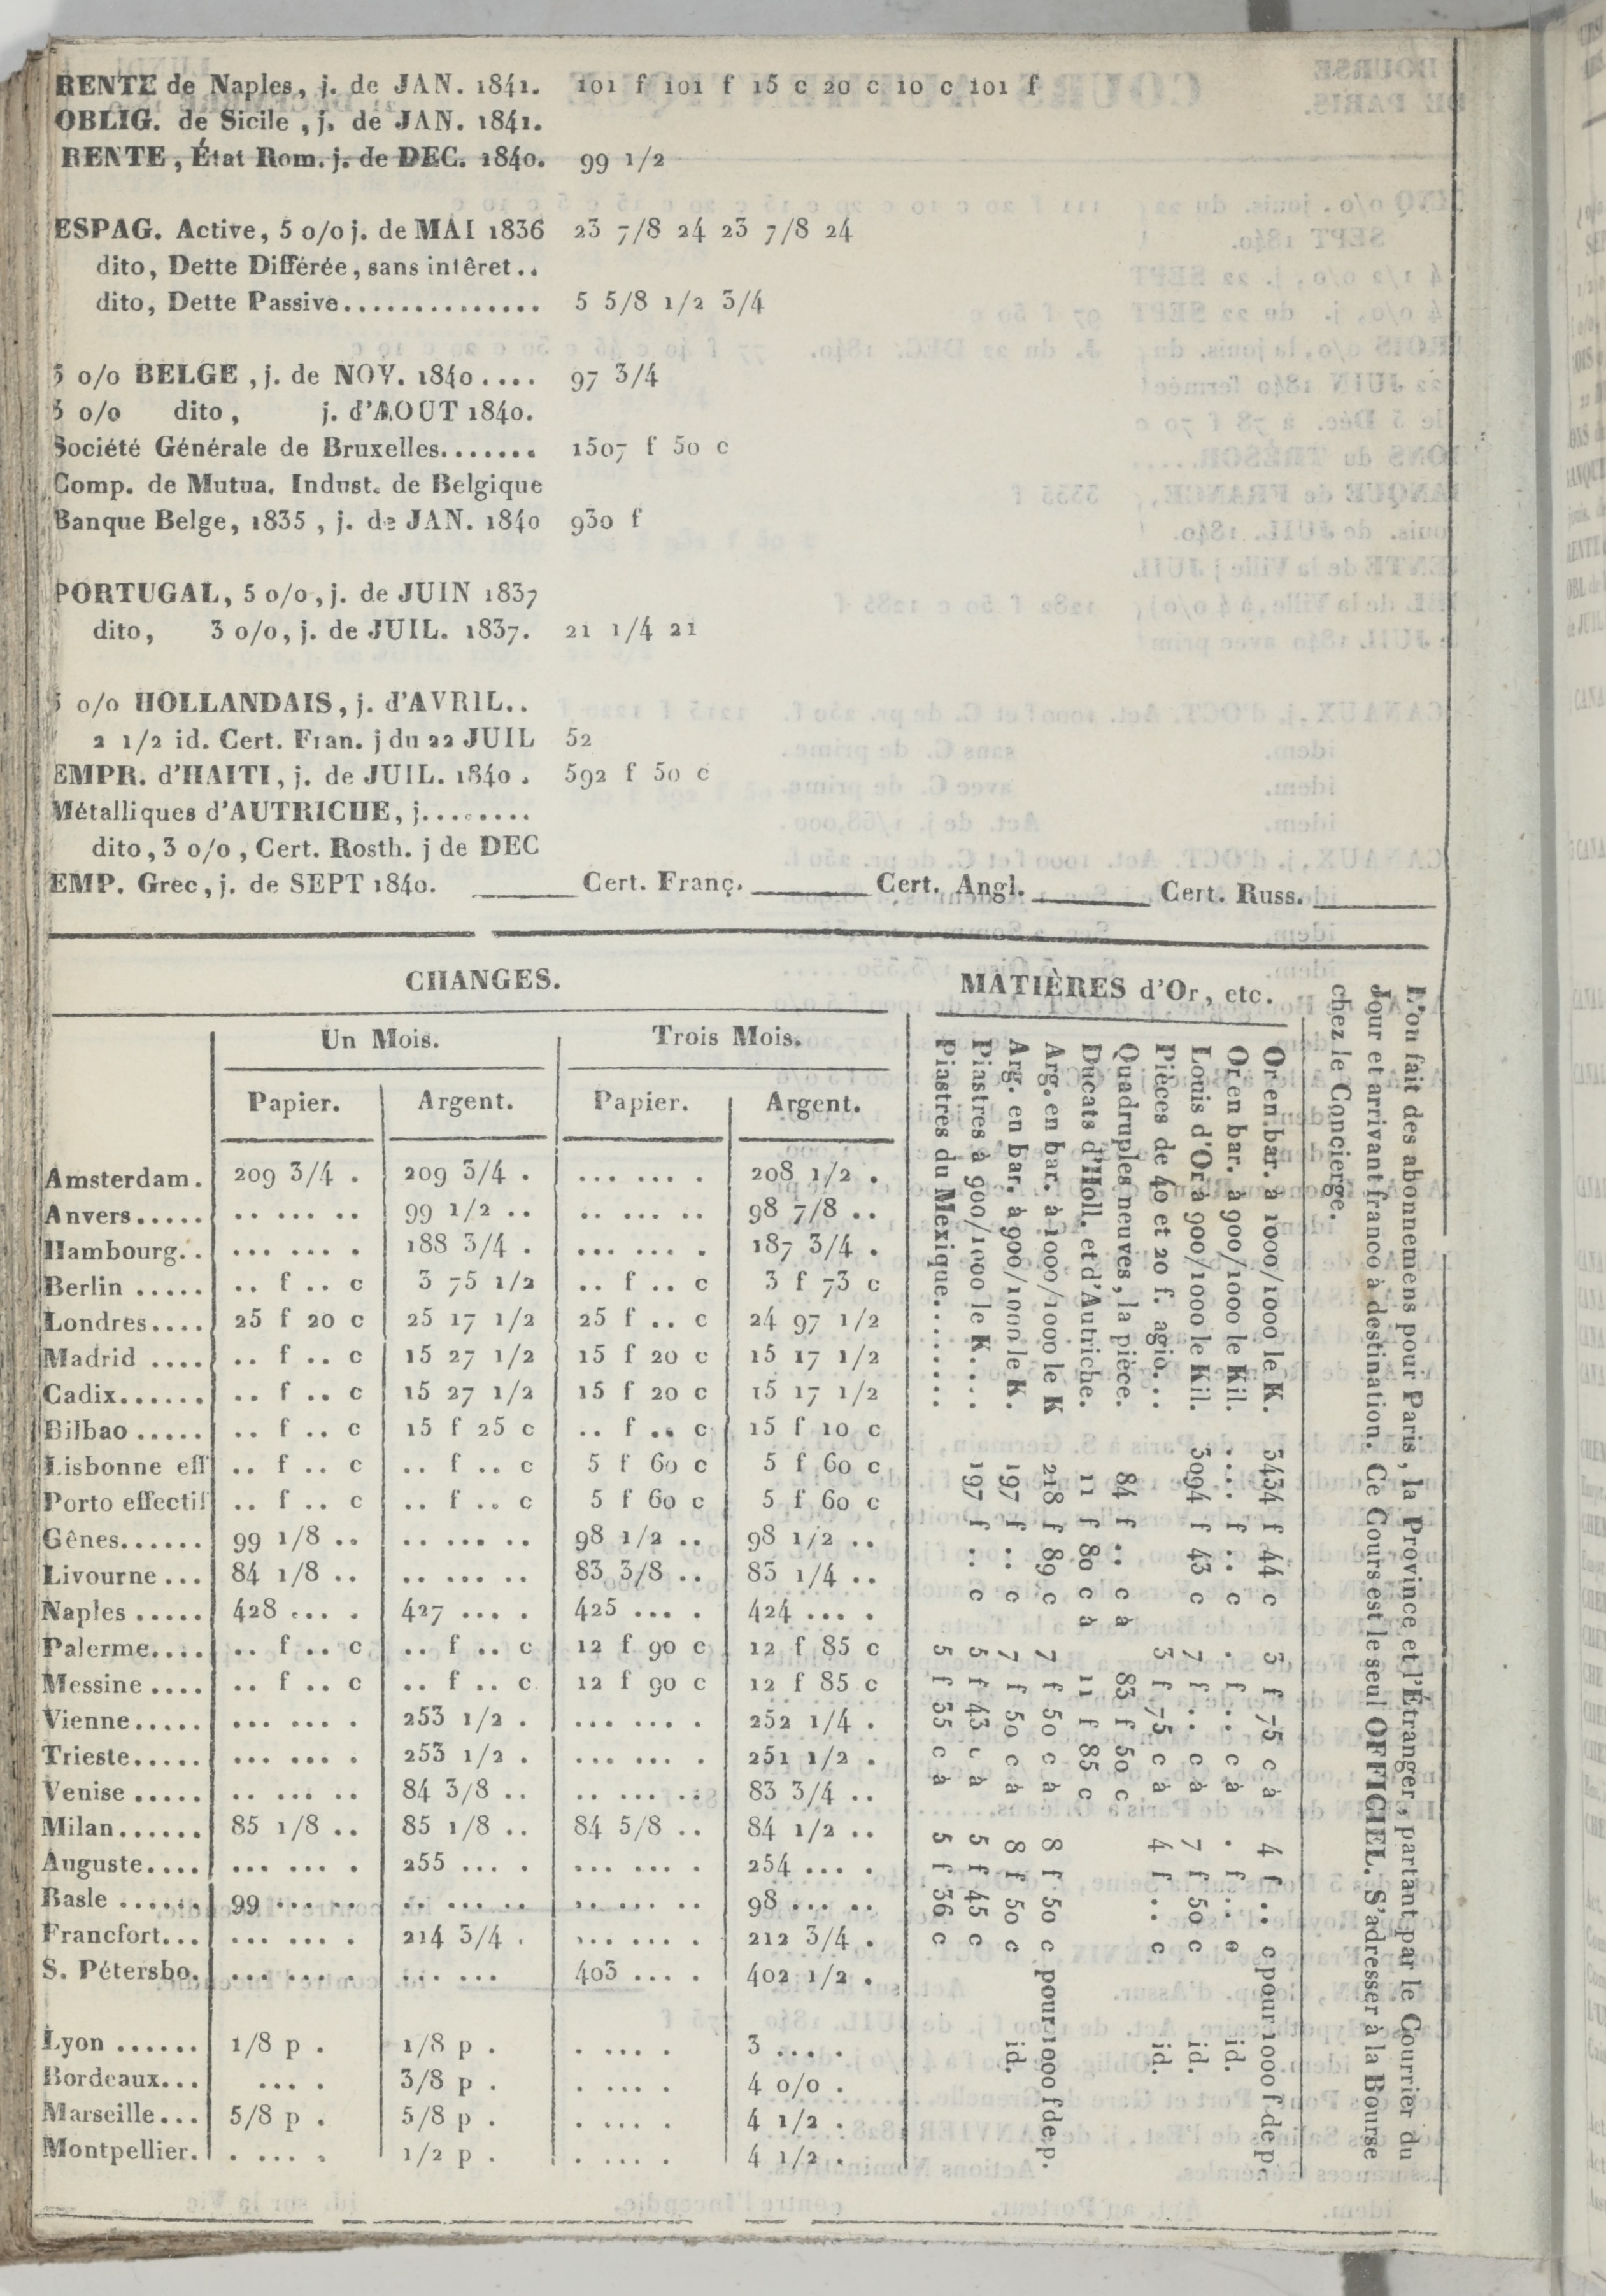 RENTE de Naples, j. de JAN. 1841. 101 f 101 f 15 c 20 c 10 c 101 f
OBLIG. de Sicile, j. de JAN. 1841.
RENTE, État Rom. j. de DEC. 1840. 99 1/2
ESPAG. Active, 5 o/o j. de MAI 1836 23 7/8 24 23 7/8 24
dito, Dette Différée, sans intêret..
dito, Dette Passive.............. 5 5/8 1/2 3/4
5 o/o BELGE, j. de NOV. 1840.... 97 3/4
3 o/o dito, j. d'AOUT 1840.
Société Générale de Bruxelles....... 1507 f 50 c
Comp. de Mutua. Indust. de Belgique
Banque Belge, 1835, j. de JAN. 1840 930 f
PORTUGAL, 5 o/o, j. de JUIN 1837
dito, 3 o/o, j. de JUIL. 1837. 21 1/4 21
5 o/o HOLLANDAIS, j. d'AVRIL..
2 1/2 id. Cert. Fran. j du 22 JUIL 52
EMPR. d'HAITI, j. de JUIL. 1840. 592 f 50 c
Métalliques d'AUTRICHE, j........
dito, 3 o/o, Cert. Rosth. j de DEC
EMP. Grec, j. de SEPT 1840. ______ Cert. Franç. ______ Cert. Angl. ______ Cert. Russ. ______
CHANGES.
Un Mois. Trois Mois.
Papier. Argent. Papier. Argent.
Amsterdam. 209 3/4 . 209 3/4 . ... ... . 208 1/2 .
Anvers..... .. ... .. 99 1/2 .. .. ... .. 98 7/8 ..
Hambourg.. ... ... . 188 3/4 . ... ... . 187 3/4 .
Berlin ..... .. f .. c 3 75 1/2 .. f .. c 3 f 73 c
Londres.... 25 f 20 c 25 17 1/2 25 f .. c 24 97 1/2
Madrid .... .. f .. c 15 27 1/2 15 f 20 c 15 17 1/2
Cadix...... .. f .. c 15 27 1/2 15 f 20 c 15 17 1/2
Bilbao ..... .. f .. c 15 f 25 c .. f .. c 15 f 10 c
Lisbonne eff .. f .. c .. f .. c 5 f 60 c 5 f 60 c
Porto effectif .. f .. c .. f .. c 5 f 60 c 5 f 60 c
Gênes...... 99 1/8 .. .. ... .. 98 1/2 .. 98 1/2 ..
Livourne ... 84 1/8 .. .. ... .. 83 3/8 .. 83 1/4 ..
Naples ..... 428 ... . 427 ... . 425 ... . 424 ... .
Palerme.... .. f .. c .. f .. c 12 f 90 c 12 f 85 c
Messine .... .. f .. c .. f .. c 12 f 90 c 12 f 85 c
Vienne..... ... ... . 253 1/2 . ... ... . 252 1/4 .
Trieste..... ... ... . 253 1/2 . ... ... . 251 1/2 .
Venise ..... .. ... .. 84 3/8 .. .. ... .. 83 3/4 ..
Milan...... 85 1/8 .. 85 1/8 .. 84 5/8 .. 84 1/2 ..
Auguste.... ... ... . 255 ... . ... ... . 254 ... .
Basle ...... 99 ... .. .. ... .. .. ... .. 98 ... ..
Francfort... ... ... . 214 3/4 . ... ... . 212 3/4 .
S. Pétersbo. ... ... . ... ... 403 ... . 402 1/2 .
Lyon ...... 1/8 p . 1/8 p . . ... . 3 ... .
Bordeaux... ... . 3/8 p . . ... . 4 o/o .
Marseille... 5/8 p . 5/8 p . . ... . 4 1/2 .
Montpellier. . ... . 1/2 p . . ... . 4 1/2 .
MATIÈRES d'Or, etc.
Or en bar. à 1000/1000 le K. 3434 f 44 c 3 f 75 c à 4 f .. c pour 1000 f de p.
Or en bar. à 900/1000 le Kil. .... f .. c . f .. c à . f .. c id.
Louis d'Or à 900/1000 le Kil. 3094 f 43 c 7 f .. c à 7 f 50 c id.
Pièces de 40 et 20 f. agio... 3 f 75 c à 4 f .. c id.
Quadruples neuves, la pièce. 84 f .. c à 83 f 50 c
Ducats d'Holl. et d'Autriche. 11 f 80 c à 11 f 85 c
Arg. en bar. à 1000/1000 le K 218 f 89 c 7 f 50 c à 8 f 50 c pour 1000 f de p.
Arg. en bar. à 900/1000 le K. 197 f .. c 7 f 50 c à 8 f 50 c id.
Piastres à 900/1000 le K.... 197 f .. c 5 f 43 c à 5 f 45 c
Piastres du Mexique........ 5 f 35 c à 5 f 36 c
L'on fait des abonnemens pour Paris, la Province et l'Étranger, partant par le Courrier du
Jour et arrivant franco à destination. Ce Cours est le seul OFFICIEL. S'adresser à la Bourse
chez le Concierge.